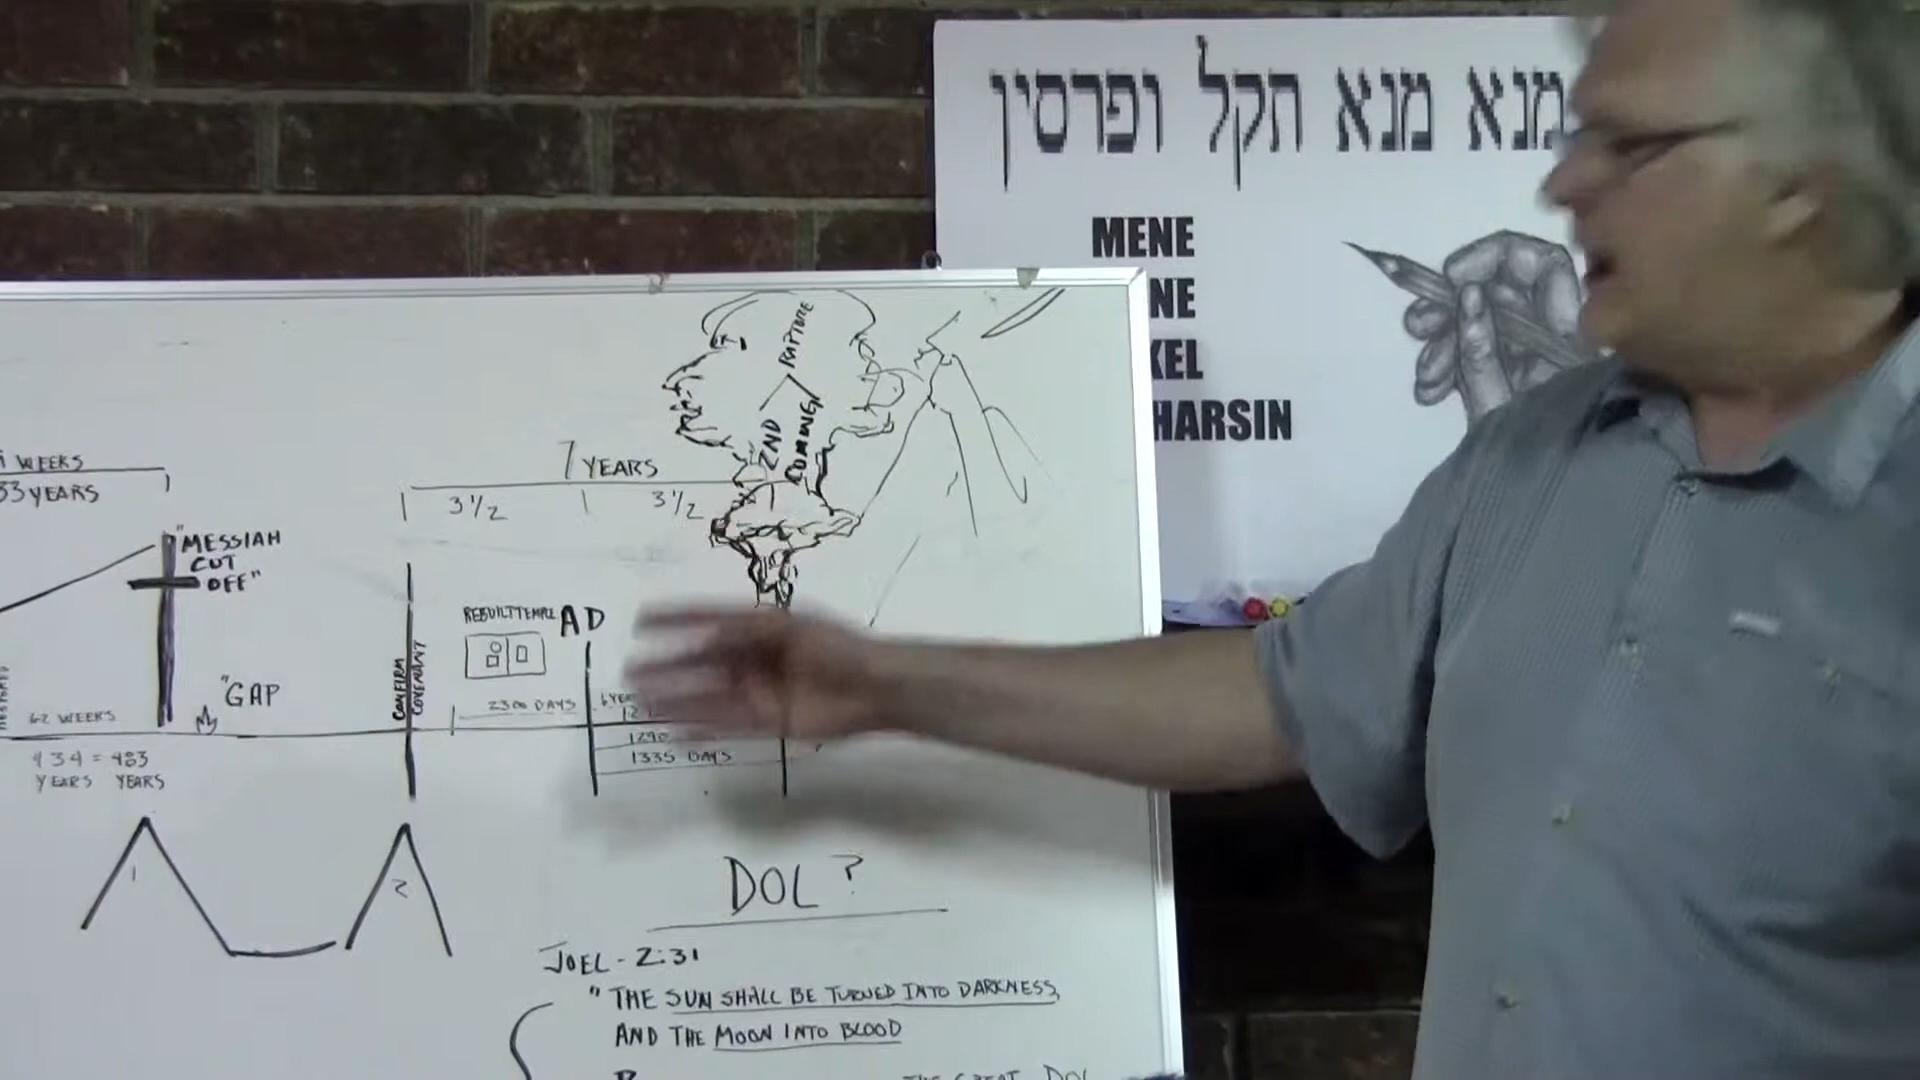 מנא מנא תקל ופרסין
MENE
NE
KEL
HARSIN
RAPTURE
2ND
COMING
WEEKS
33 YEARS
7 YEARS
3 1/2
3 1/2
"MESSIAH
CUT
OFF"
REBUILT TEMPLE
AD
CONFIRM
COVENANT
"GAP
62 WEEKS
2300 DAYS
1335 DAYS
434 = 483
YEARS YEARS
1
2
DOL ?
JOEL - 2:31
"THE SUN SHALL BE TURNED INTO DARKNESS,
AND THE MOON INTO BLOOD
THE GREAT DOL